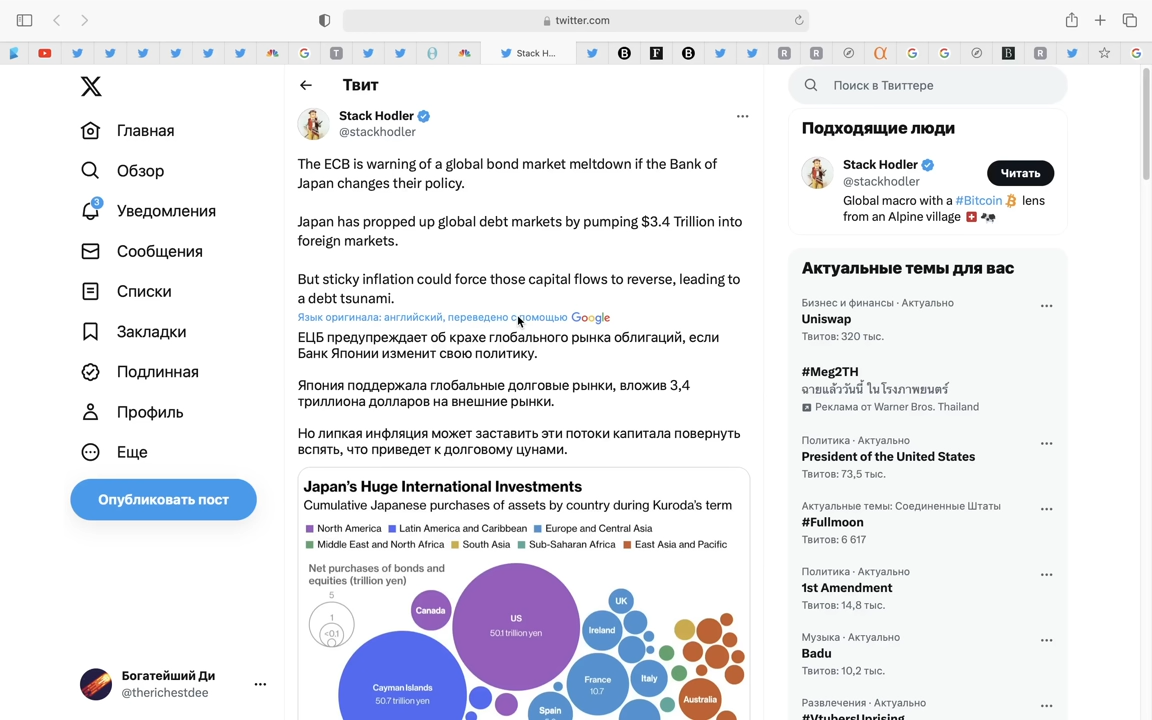 twitter.com
Stack H...
Главная
Обзор
3
Уведомления
Сообщения
Списки
Закладки
Подлинная
Профиль
Еще
Опубликовать пост
Богатейший Ди
@therichestdee
Твит
Stack Hodler
@stackhodler
The ECB is warning of a global bond market meltdown if the Bank of
Japan changes their policy.
Japan has propped up global debt markets by pumping $3.4 Trillion into
foreign markets.
But sticky inflation could force those capital flows to reverse, leading to
a debt tsunami.
Язык оригинала: английский, переведено с помощью Google
ЕЦБ предупреждает об крахе глобального рынка облигаций, если
Банк Японии изменит свою политику.
Япония поддержала глобальные долговые рынки, вложив 3,4
триллиона долларов на внешние рынки.
Но липкая инфляция может заставить эти потоки капитала повернуть
вспять, что приведет к долговому цунами.
Japan's Huge International Investments
Cumulative Japanese purchases of assets by country during Kuroda's term
North America Latin America and Caribbean Europe and Central Asia
Middle East and North Africa South Asia Sub-Saharan Africa East Asia and Pacific
Net purchases of bonds and
equities (trillion yen)
5
1
<0.1
Canada
US
50.1 trillion yen
UK
Ireland
Cayman Islands
50.7 trillion yen
France
10.7
Italy
Spain
Australia
Поиск в Твиттере
Подходящие люди
Stack Hodler
@stackhodler
Читать
Global macro with a #Bitcoin lens
from an Alpine village
Актуальные темы для вас
Бизнес и финансы · Актуально
Uniswap
Твитов: 320 тыс.
#Meg2TH
ฉายแล้ววันนี้ ในโรงภาพยนตร์
Реклама от Warner Bros. Thailand
Политика · Актуально
President of the United States
Твитов: 73,5 тыс.
Актуальные темы: Соединенные Штаты
#Fullmoon
Твитов: 6 617
Политика · Актуально
1st Amendment
Твитов: 14,8 тыс.
Музыка · Актуально
Badu
Твитов: 10,2 тыс.
Развлечения · Актуально
#VtubersUprising